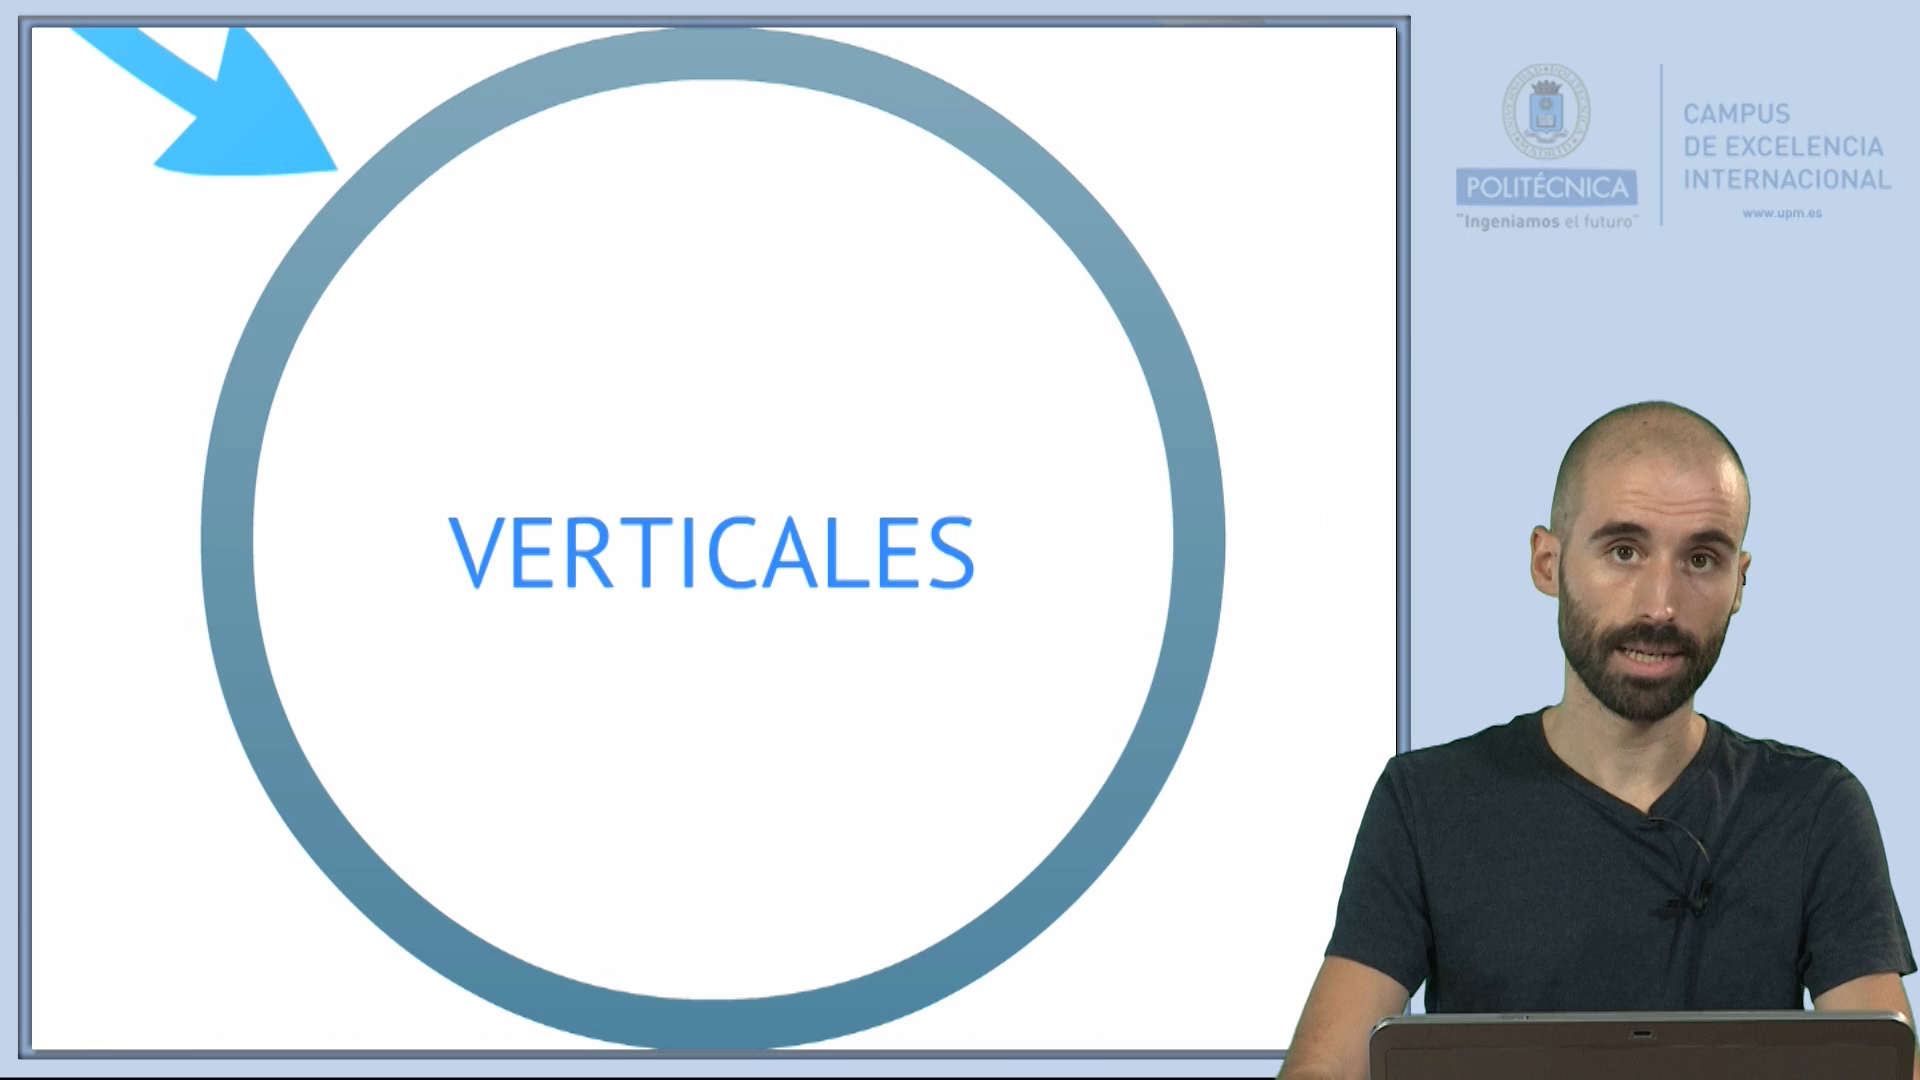 VERTICALES
POLITÉCNICA
"Ingeniamos el futuro"
CAMPUS
DE EXCELENCIA
INTERNACIONAL
www.upm.es